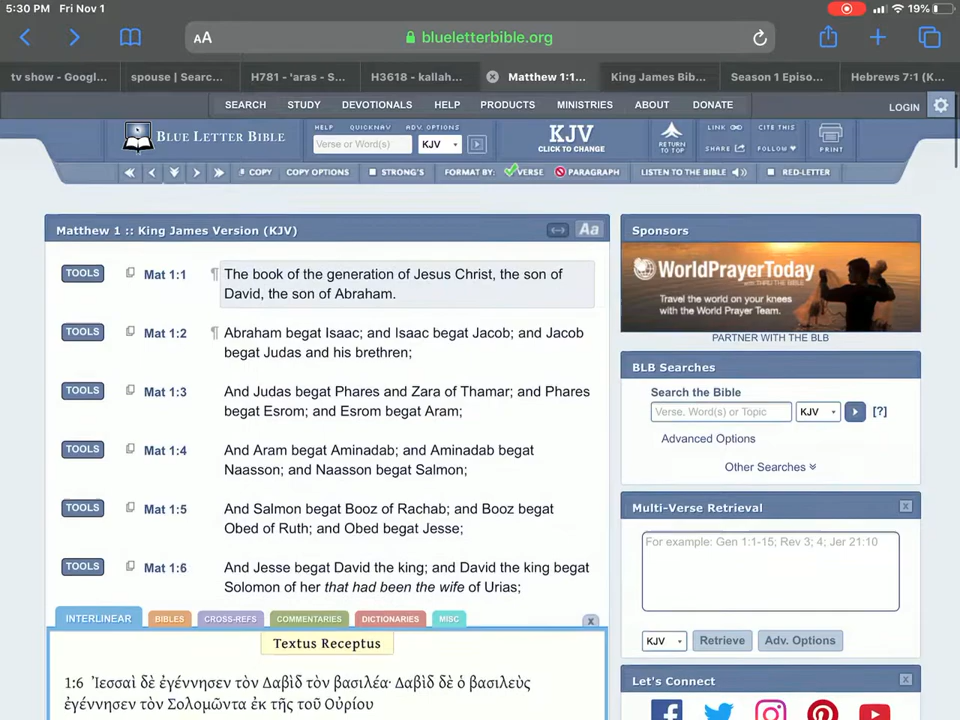 5:30 PM Fri Nov 1
19%
AA
blueletterbible.org
tv show - Googl...
spouse | Searc...
H781 - 'aras - S...
H3618 - kallah...
Matthew 1:1...
King James Bib...
Season 1 Episo...
Hebrews 7:1 (K...
SEARCH STUDY DEVOTIONALS HELP PRODUCTS MINISTRIES ABOUT DONATE
LOGIN
BLUE LETTER BIBLE
HELP QUICKNAV ADV. OPTIONS
Verse or Word(s)
KJV
KJV
CLICK TO CHANGE
RETURN
TO TOP
LINK CITE THIS
SHARE FOLLOW
PRINT
COPY COPY OPTIONS STRONG'S FORMAT BY: VERSE PARAGRAPH LISTEN TO THE BIBLE RED-LETTER
Matthew 1 :: King James Version (KJV)
Aa
TOOLS Mat 1:1 ¶ The book of the generation of Jesus Christ, the son of
David, the son of Abraham.
TOOLS Mat 1:2 ¶ Abraham begat Isaac; and Isaac begat Jacob; and Jacob
begat Judas and his brethren;
TOOLS Mat 1:3 And Judas begat Phares and Zara of Thamar; and Phares
begat Esrom; and Esrom begat Aram;
TOOLS Mat 1:4 And Aram begat Aminadab; and Aminadab begat
Naasson; and Naasson begat Salmon;
TOOLS Mat 1:5 And Salmon begat Booz of Rachab; and Booz begat
Obed of Ruth; and Obed begat Jesse;
TOOLS Mat 1:6 And Jesse begat David the king; and David the king begat
Solomon of her that had been the wife of Urias;
INTERLINEAR BIBLES CROSS-REFS COMMENTARIES DICTIONARIES MISC X
Textus Receptus
1:6 Ἰεσσαὶ δὲ ἐγέννησεν τὸν Δαβὶδ τὸν βασιλέα· Δαβὶδ δὲ ὁ βασιλεὺς
ἐγέννησεν τὸν Σολομῶντα ἐκ τῆς τοῦ Οὐρίου
Sponsors
WorldPrayerToday
with THRU the BIBLE
Travel the world on your knees
with the World Prayer Team.
PARTNER WITH THE BLB
BLB Searches
Search the Bible
Verse, Word(s) or Topic
KJV
[?]
Advanced Options
Other Searches
Multi-Verse Retrieval
X
For example: Gen 1:1-15; Rev 3; 4; Jer 21:10
KJV
Retrieve
Adv. Options
Let's Connect
X